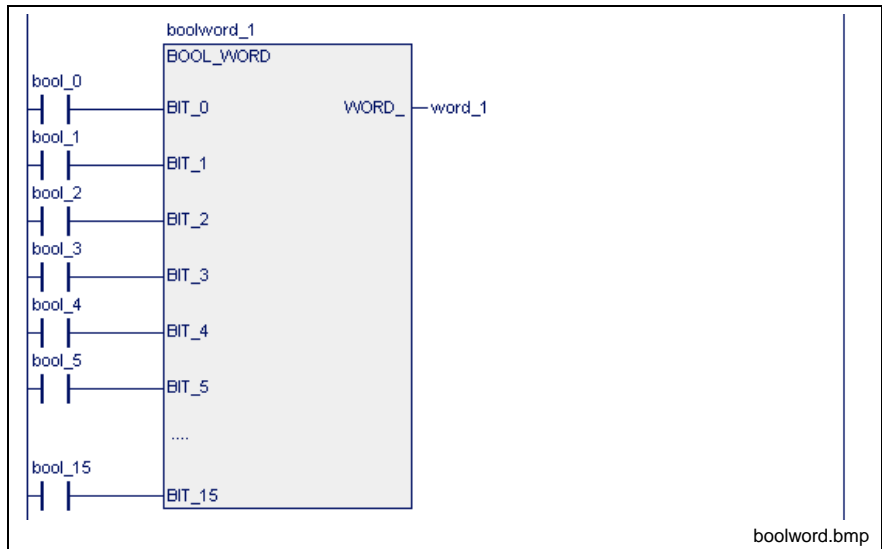 boolword_1
BOOL_WORD
bool_0
BIT_0 WORD_ word_1
bool_1
BIT_1
bool_2
BIT_2
bool_3
BIT_3
bool_4
BIT_4
bool_5
BIT_5
....
bool_15
BIT_15
boolword.bmp